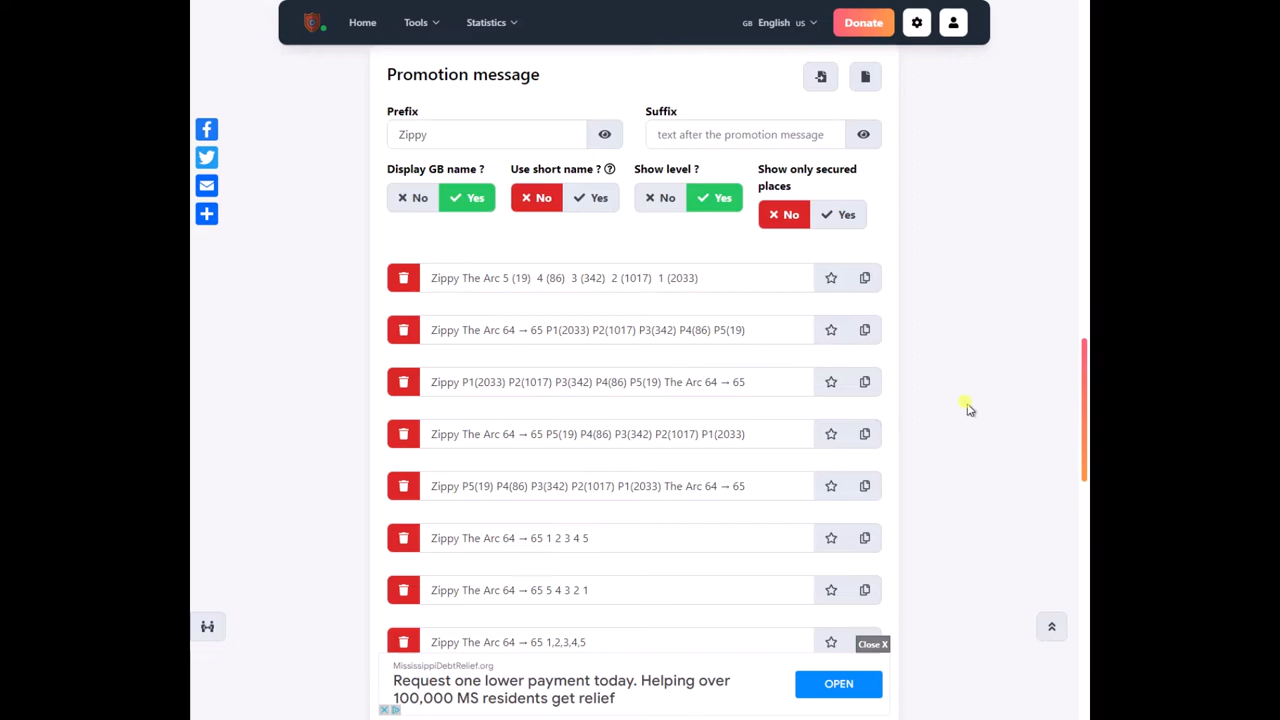 Home
Tools
Statistics
GB English US
Donate
Promotion message
Prefix
Suffix
Zippy
text after the promotion message
Display GB name ?
Use short name ?
Show level ?
Show only secured places
No
Yes
No
Yes
No
Yes
No
Yes
Zippy The Arc 5 (19) 4 (86) 3 (342) 2 (1017) 1 (2033)
Zippy The Arc 64 → 65 P1(2033) P2(1017) P3(342) P4(86) P5(19)
Zippy P1(2033) P2(1017) P3(342) P4(86) P5(19) The Arc 64 → 65
Zippy The Arc 64 → 65 P5(19) P4(86) P3(342) P2(1017) P1(2033)
Zippy P5(19) P4(86) P3(342) P2(1017) P1(2033) The Arc 64 → 65
Zippy The Arc 64 → 65 1 2 3 4 5
Zippy The Arc 64 → 65 5 4 3 2 1
Zippy The Arc 64 → 65 1,2,3,4,5
Close X
MississippiDebtRelief.org
Request one lower payment today. Helping over
100,000 MS residents get relief
OPEN